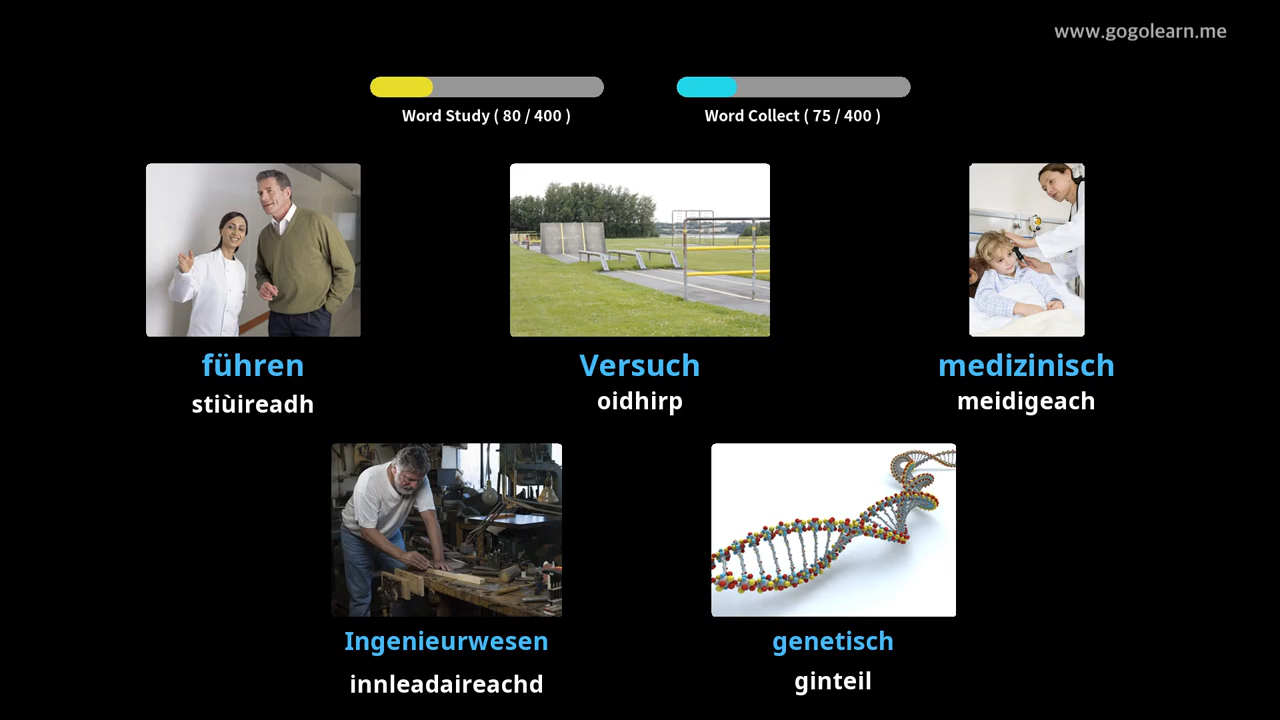 www.gogolearn.me
Word Study ( 80 / 400 )
Word Collect ( 75 / 400 )
führen
stiùireadh
Versuch
oidhirp
medizinisch
meidigeach
Ingenieurwesen
innleadaireachd
genetisch
ginteil